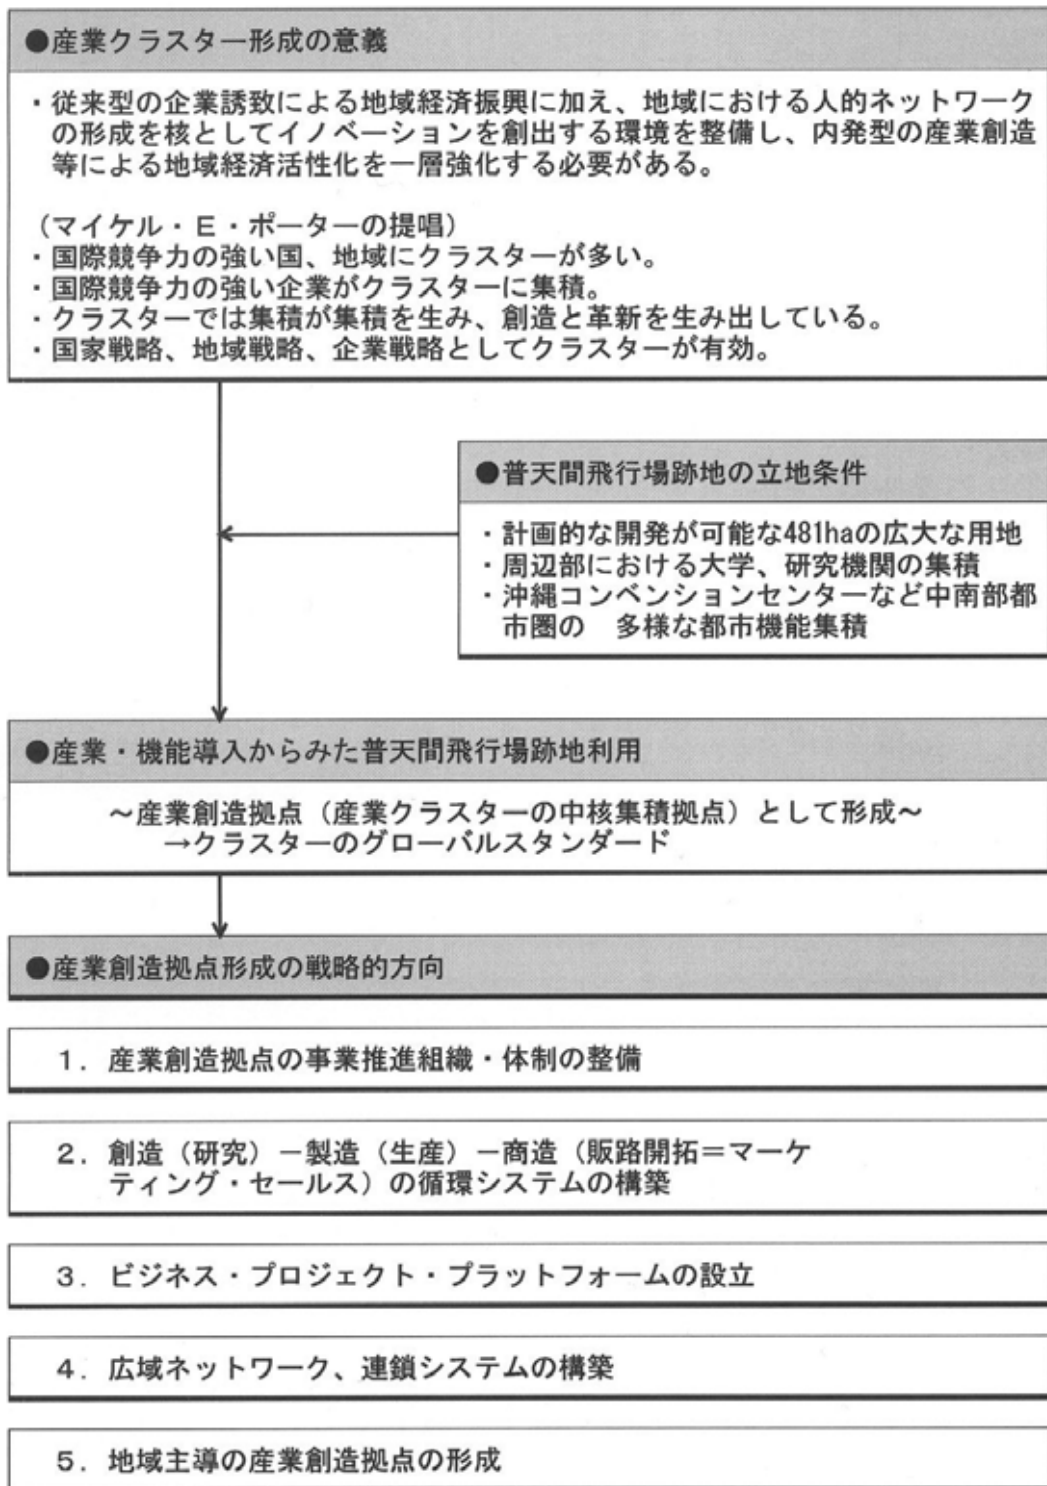 ●産業クラスター形成の意義
・従来型の企業誘致による地域経済振興に加え、地域における人的ネットワーク
の形成を核としてイノベーションを創出する環境を整備し、内発型の産業創造
等による地域経済活性化を一層強化する必要がある。
（マイケル・Ｅ・ポーターの提唱）
・国際競争力の強い国、地域にクラスターが多い。
・国際競争力の強い企業がクラスターに集積。
・クラスターでは集積が集積を生み、創造と革新を生み出している。
・国家戦略、地域戦略、企業戦略としてクラスターが有効。
●普天間飛行場跡地の立地条件
・計画的な開発が可能な481haの広大な用地
・周辺部における大学、研究機関の集積
・沖縄コンベンションセンターなど中南部都
市圏の　多様な都市機能集積
●産業・機能導入からみた普天間飛行場跡地利用
～産業創造拠点（産業クラスターの中核集積拠点）として形成～
→クラスターのグローバルスタンダード
●産業創造拠点形成の戦略的方向
１．産業創造拠点の事業推進組織・体制の整備
２．創造（研究）－製造（生産）－商造（販路開拓＝マーケ
ティング・セールス）の循環システムの構築
３．ビジネス・プロジェクト・プラットフォームの設立
４．広域ネットワーク、連鎖システムの構築
５．地域主導の産業創造拠点の形成